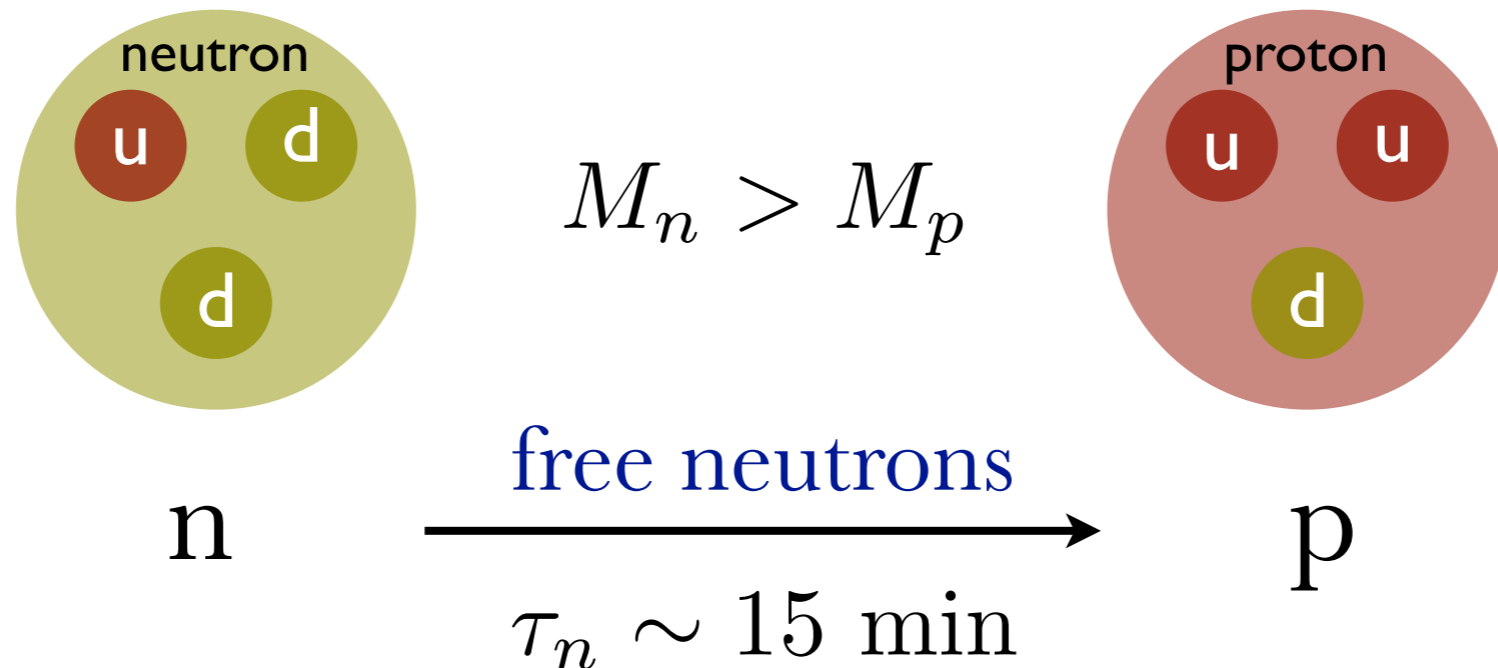 neutron
u d
d
M_n > M_p
proton
u u
d
free neutrons
n p
τ_n ∼ 15 min